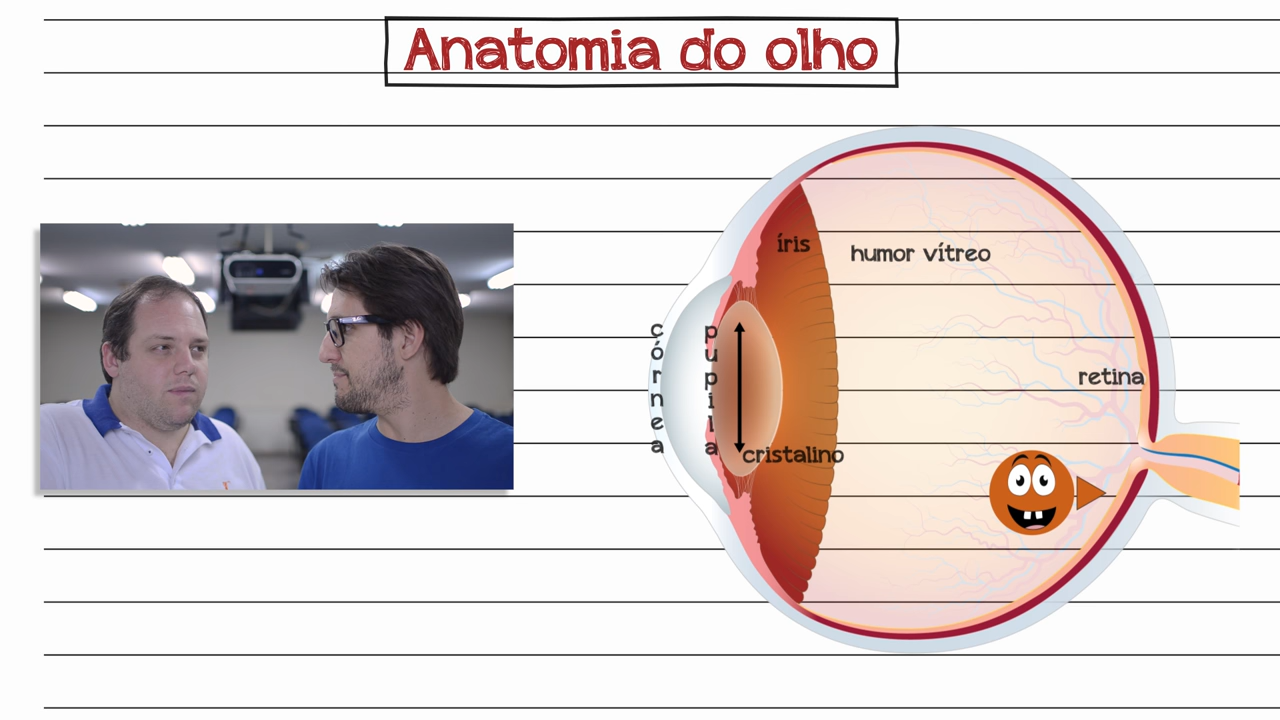 Anatomia do olho
íris
humor vítreo
córnea
pupila
retina
cristalino